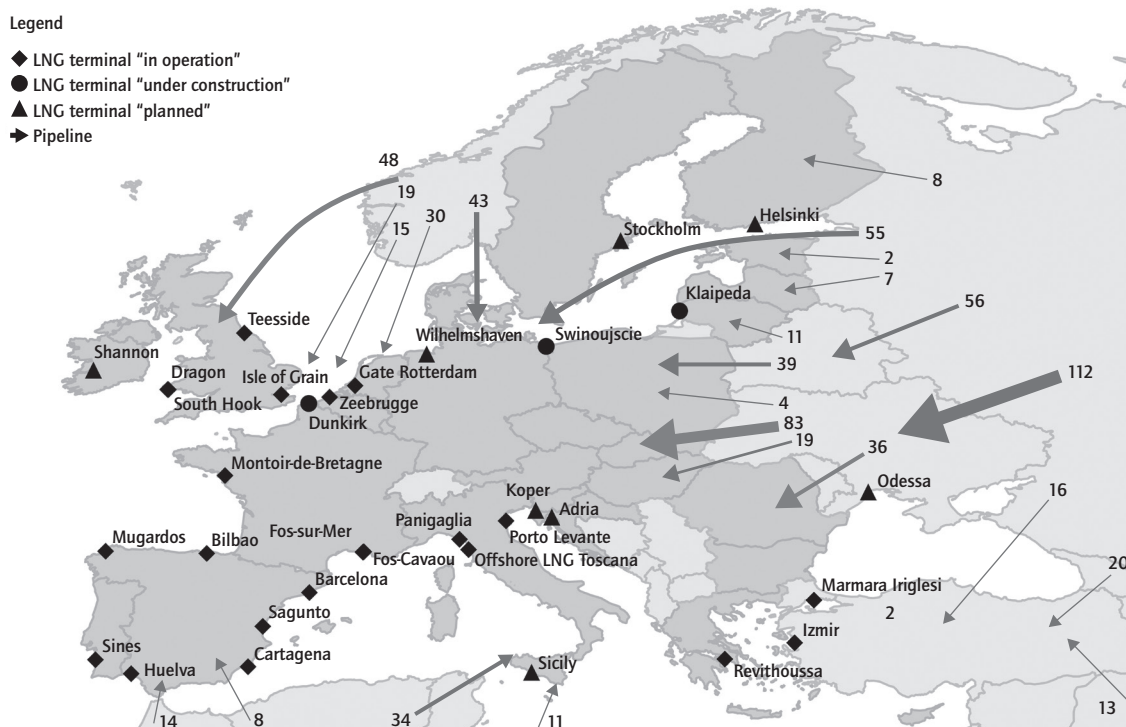 Legend
LNG terminal “in operation”
LNG terminal “under construction”
LNG terminal “planned”
Pipeline
48
19
43
15
30
8
Helsinki
Stockholm
55
2
7
Klaipeda
56
Teesside
Wilhelmshaven
Swinoujscie
11
Shannon
Dragon
Isle of Grain
Gate Rotterdam
39
112
South Hook
Zeebrugge
4
Dunkirk
83
19
36
Montoir-de-Bretagne
Odessa
Koper
16
Adria
Fos-sur-Mer
Panigaglia
Porto Levante
Mugardos
Bilbao
Fos-Cavaou
Offshore LNG Toscana
20
Barcelona
Marmara Iriglesi
2
Sagunto
Izmir
Sines
Cartagena
Sicily
Revithoussa
Huelva
14
8
34
11
13